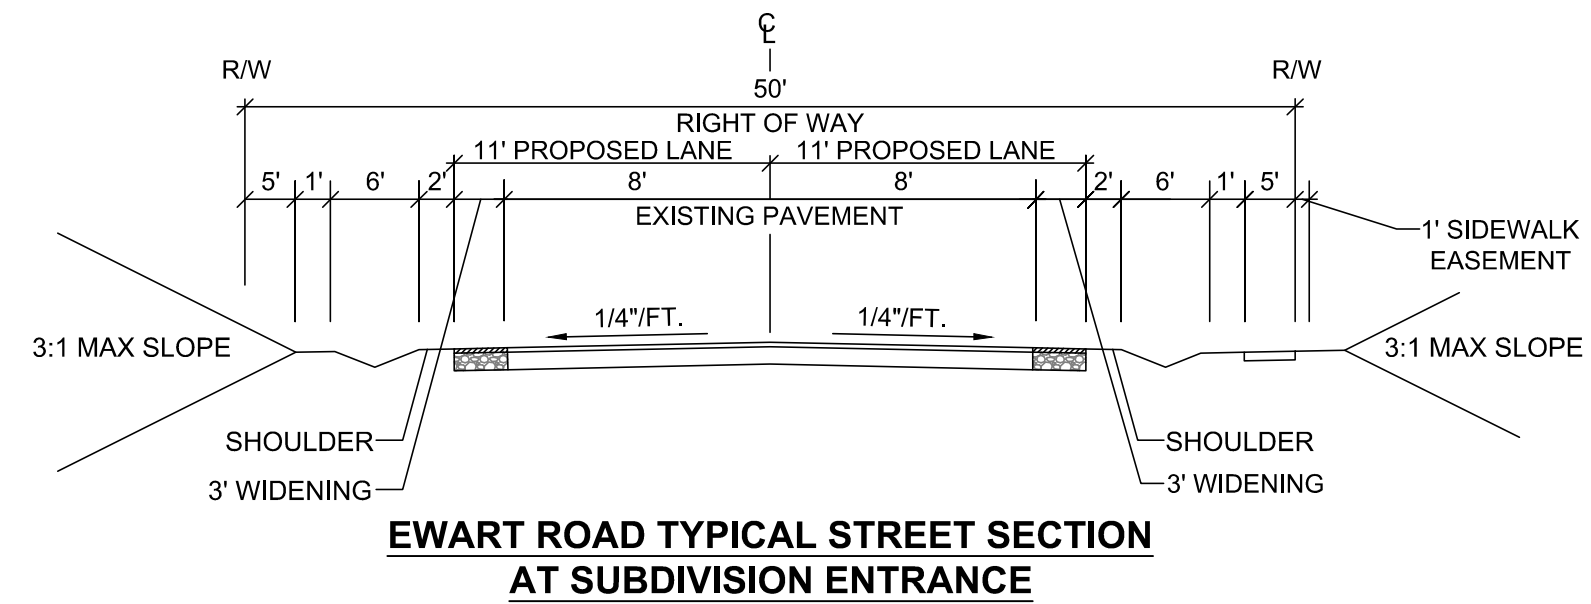 ℄
R/W
R/W
50'
RIGHT OF WAY
11' PROPOSED LANE
11' PROPOSED LANE
5'
1'
6'
2'
8'
8'
2'
6'
1'
5'
EXISTING PAVEMENT
1' SIDEWALK
EASEMENT
1/4"/FT.
1/4"/FT.
3:1 MAX SLOPE
3:1 MAX SLOPE
SHOULDER
SHOULDER
3' WIDENING
3' WIDENING
EWART ROAD TYPICAL STREET SECTION
AT SUBDIVISION ENTRANCE